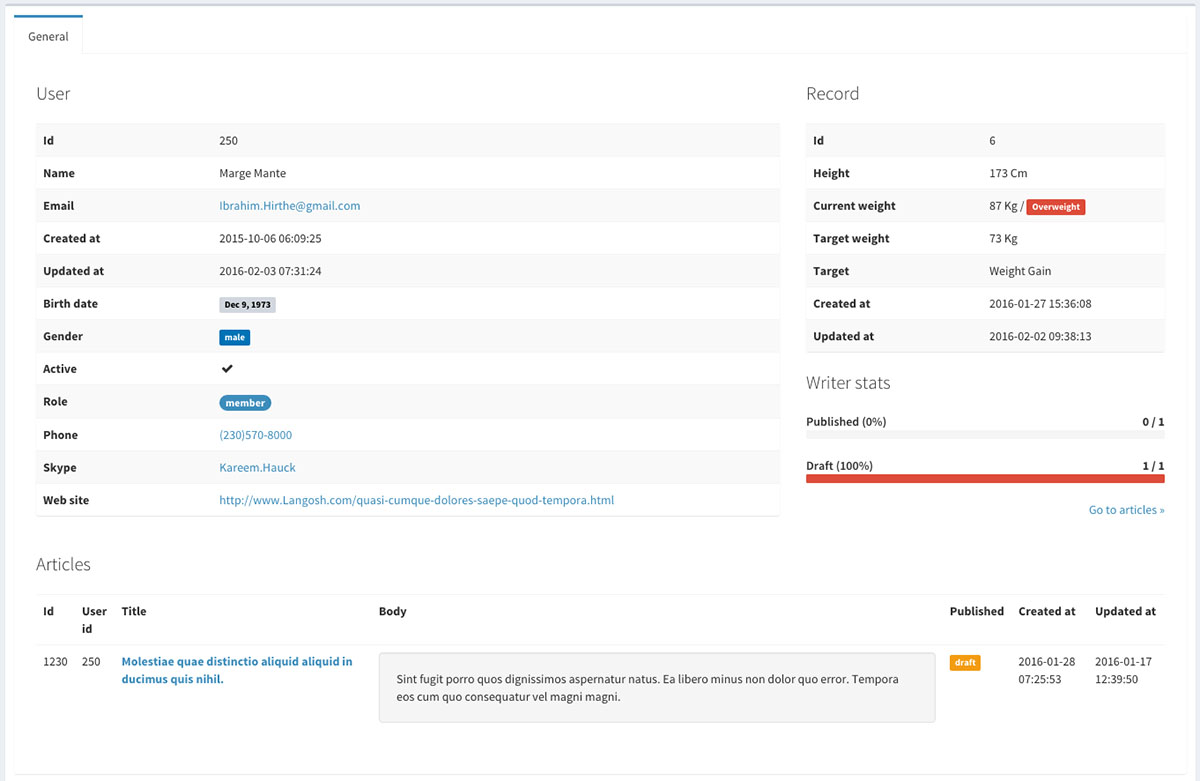 General
User
Id 250
Name Marge Mante
Email Ibrahim.Hirthe@gmail.com
Created at 2015-10-06 06:09:25
Updated at 2016-02-03 07:31:24
Birth date Dec 9, 1973
Gender male
Active ✔
Role member
Phone (230)570-8000
Skype Kareem.Hauck
Web site http://www.Langosh.com/quasi-cumque-dolores-saepe-quod-tempora.html
Record
Id 6
Height 173 Cm
Current weight 87 Kg / Overweight
Target weight 73 Kg
Target Weight Gain
Created at 2016-01-27 15:36:08
Updated at 2016-02-02 09:38:13
Writer stats
Published (0%) 0 / 1
Draft (100%) 1 / 1
Go to articles »
Articles
Id User Title Body Published Created at Updated at
id
1230 250 Molestiae quae distinctio aliquid aliquid in draft 2016-01-28 2016-01-17
ducimus quis nihil. 07:25:53 12:39:50
Sint fugit porro quos dignissimos aspernatur natus. Ea libero minus non dolor quo error. Tempora
eos cum quo consequatur vel magni magni.